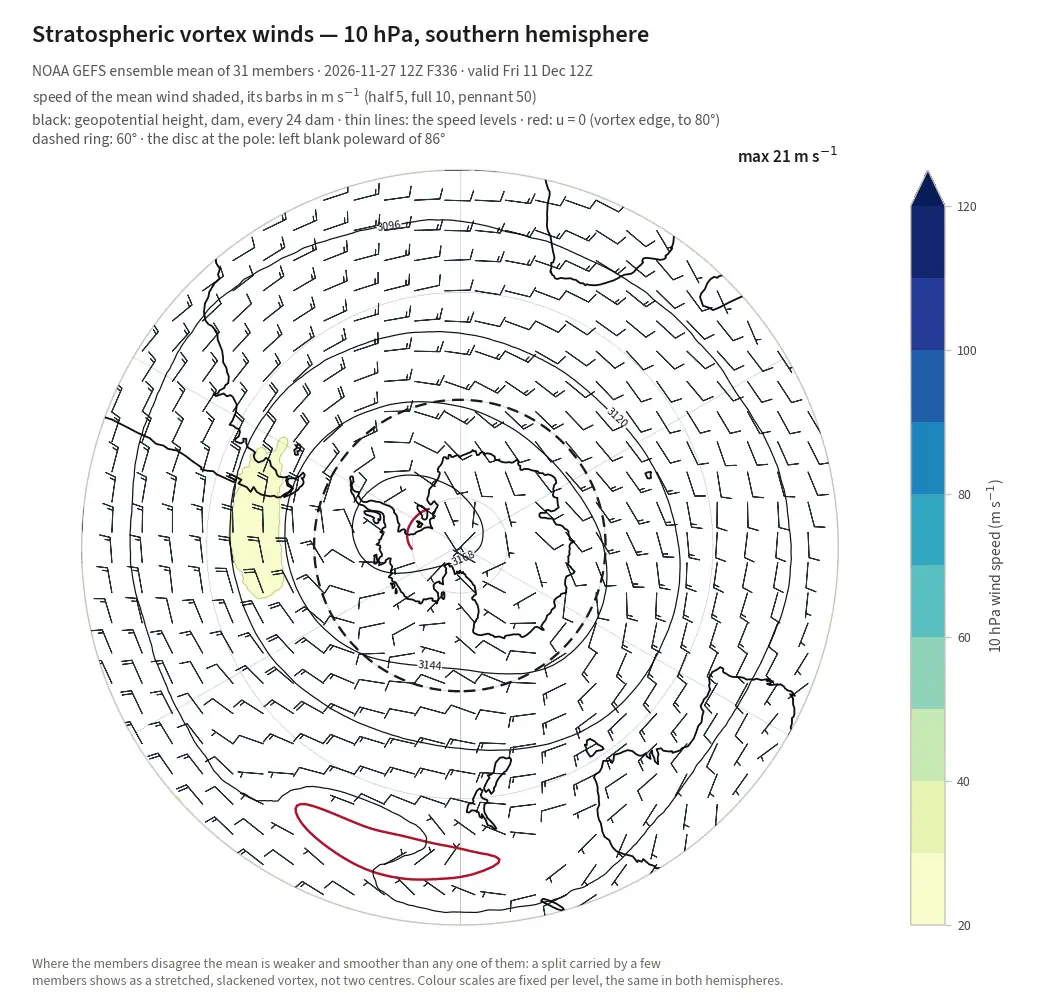 Stratospheric vortex winds — 10 hPa, southern hemisphere
NOAA GEFS ensemble mean of 31 members · 2026-11-27 12Z F336 · valid Fri 11 Dec 12Z
speed of the mean wind shaded, its barbs in m s⁻¹ (half 5, full 10, pennant 50)
black: geopotential height, dam, every 24 dam · thin lines: the speed levels · red: u = 0 (vortex edge, to 80°)
dashed ring: 60° · the disc at the pole: left blank poleward of 86°
max 21 m s⁻¹
3096
3120
3168
3144
120
100
80
60
40
20
10 hPa wind speed (m s⁻¹)
Where the members disagree the mean is weaker and smoother than any one of them: a split carried by a few
members shows as a stretched, slackened vortex, not two centres. Colour scales are fixed per level, the same in both hemispheres.